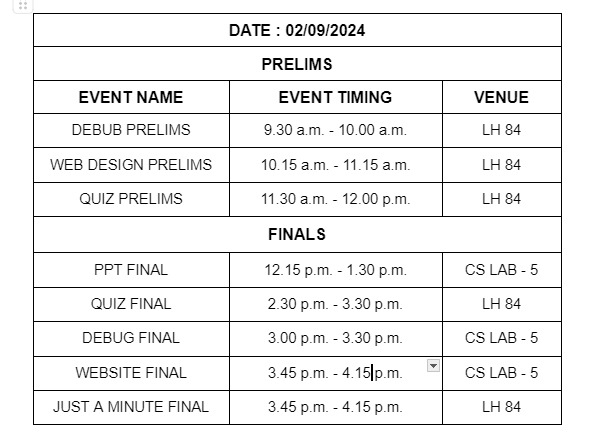 DATE : 02/09/2024
PRELIMS
EVENT NAME EVENT TIMING VENUE
DEBUB PRELIMS 9.30 a.m. - 10.00 a.m. LH 84
WEB DESIGN PRELIMS 10.15 a.m. - 11.15 a.m. LH 84
QUIZ PRELIMS 11.30 a.m. - 12.00 p.m. LH 84
FINALS
PPT FINAL 12.15 p.m. - 1.30 p.m. CS LAB - 5
QUIZ FINAL 2.30 p.m. - 3.30 p.m. LH 84
DEBUG FINAL 3.00 p.m. - 3.30 p.m. CS LAB - 5
WEBSITE FINAL 3.45 p.m. - 4.15 p.m. CS LAB - 5
JUST A MINUTE FINAL 3.45 p.m. - 4.15 p.m. LH 84